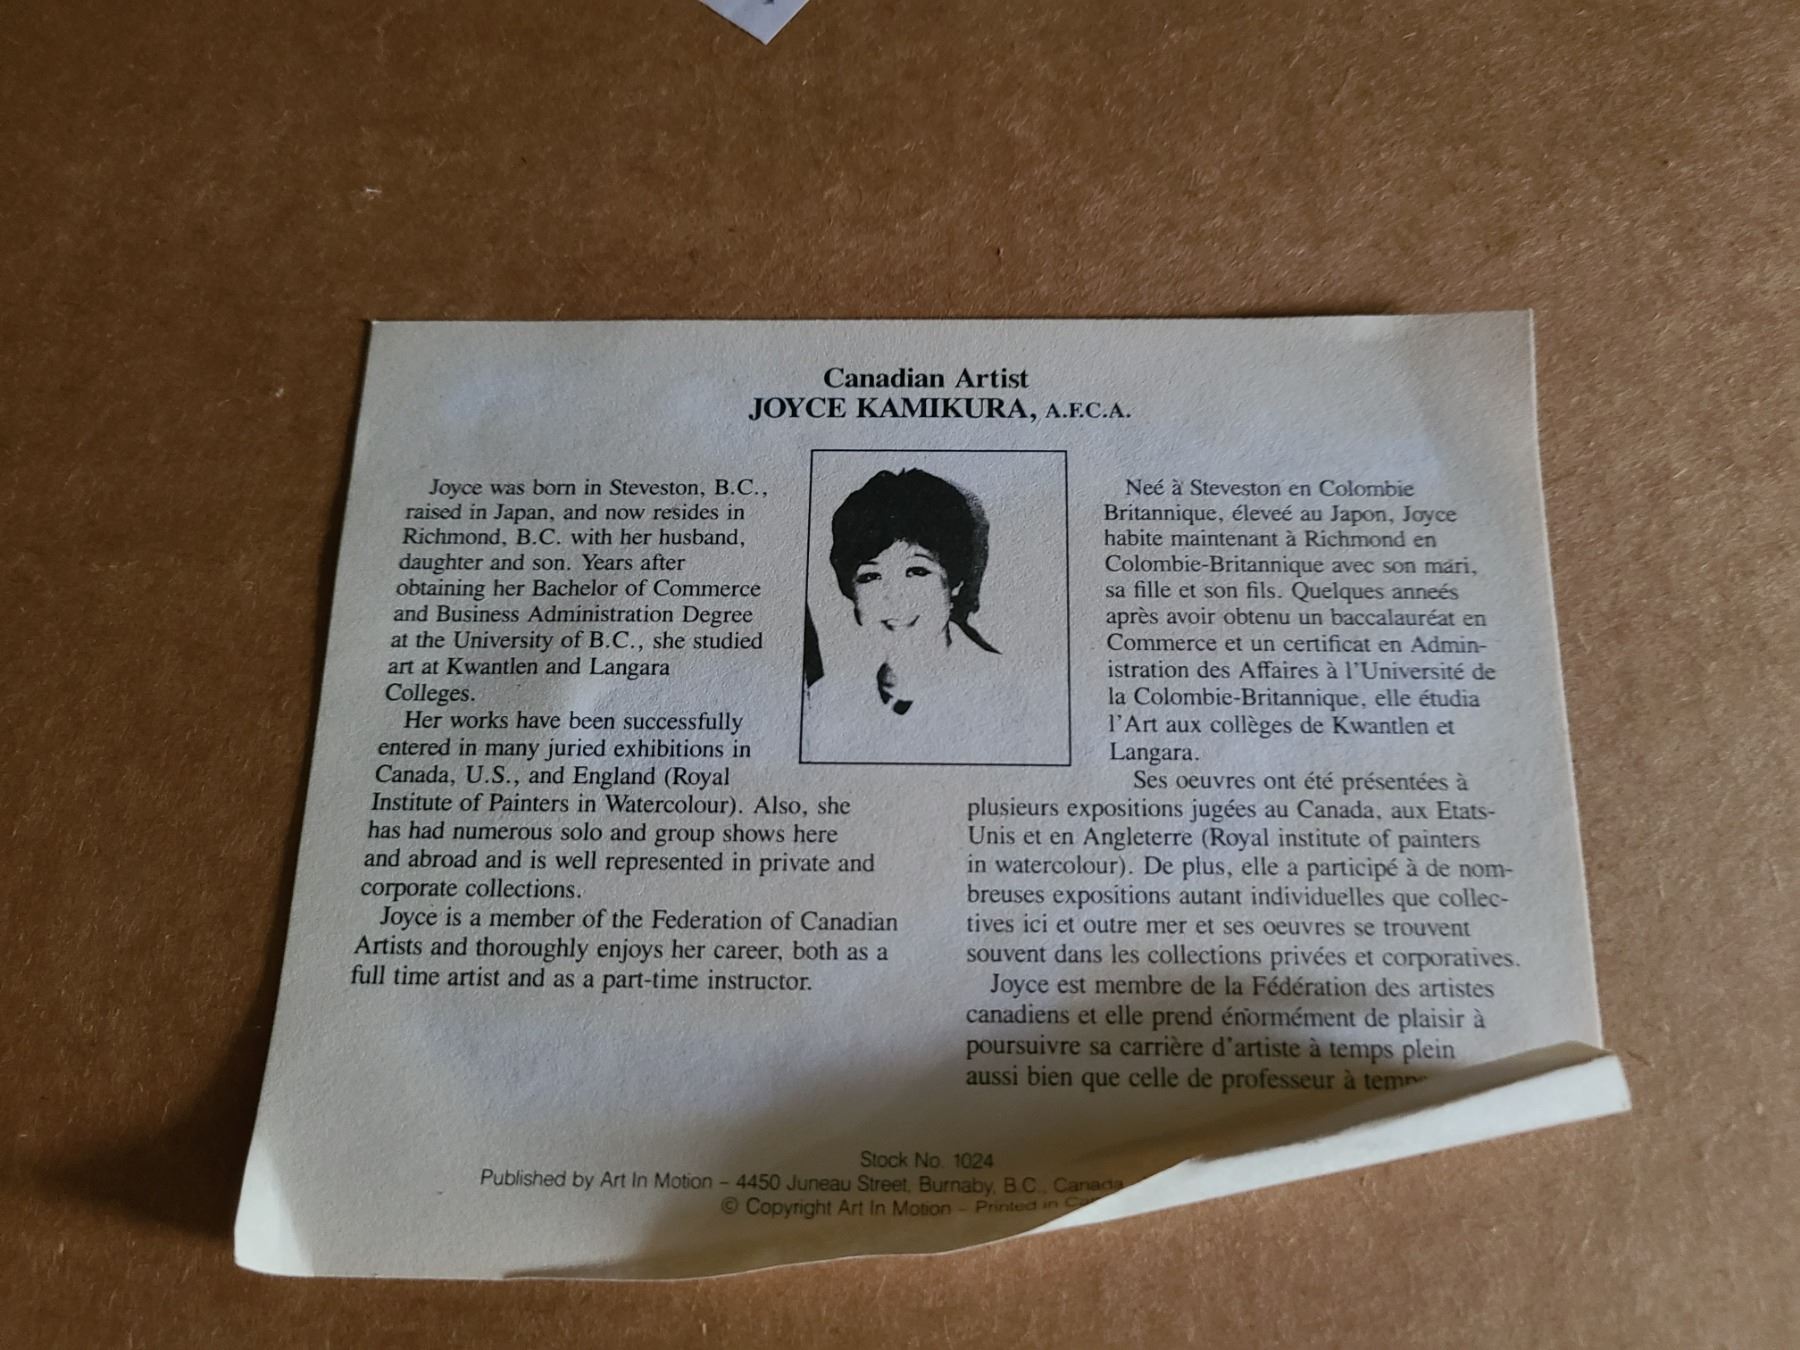 Canadian Artist
JOYCE KAMIKURA, A.F.C.A.
Joyce was born in Steveston, B.C.,
raised in Japan, and now resides in
Richmond, B.C. with her husband,
daughter and son. Years after
obtaining her Bachelor of Commerce
and Business Administration Degree
at the University of B.C., she studied
art at Kwantlen and Langara
Colleges.
Her works have been successfully
entered in many juried exhibitions in
Canada, U.S., and England (Royal
Institute of Painters in Watercolour). Also, she
has had numerous solo and group shows here
and abroad and is well represented in private and
corporate collections.
Joyce is a member of the Federation of Canadian
Artists and thoroughly enjoys her career, both as a
full time artist and as a part-time instructor.
Neé à Steveston en Colombie
Britannique, éleveé au Japon, Joyce
habite maintenant à Richmond en
Colombie-Britannique avec son mari,
sa fille et son fils. Quelques anneés
après avoir obtenu un baccalauréat en
Commerce et un certificat en Admin-
istration des Affaires à l'Université de
la Colombie-Britannique, elle étudia
l'Art aux collèges de Kwantlen et
Langara.
Ses oeuvres ont été présentées à
plusieurs expositions jugées au Canada, aux Etats-
Unis et en Angleterre (Royal institute of painters
in watercolour). De plus, elle a participé à de nom-
breuses expositions autant individuelles que collec-
tives ici et outre mer et ses oeuvres se trouvent
souvent dans les collections privées et corporatives.
Joyce est membre de la Fédération des artistes
canadiens et elle prend énormément de plaisir à
poursuivre sa carrière d'artiste à temps plein
aussi bien que celle de professeur à
Stock No. 1024
Published by Art In Motion – 4450 Juneau Street, Burnaby, B.C., Canada
© Copyright Art In Motion – Printed in